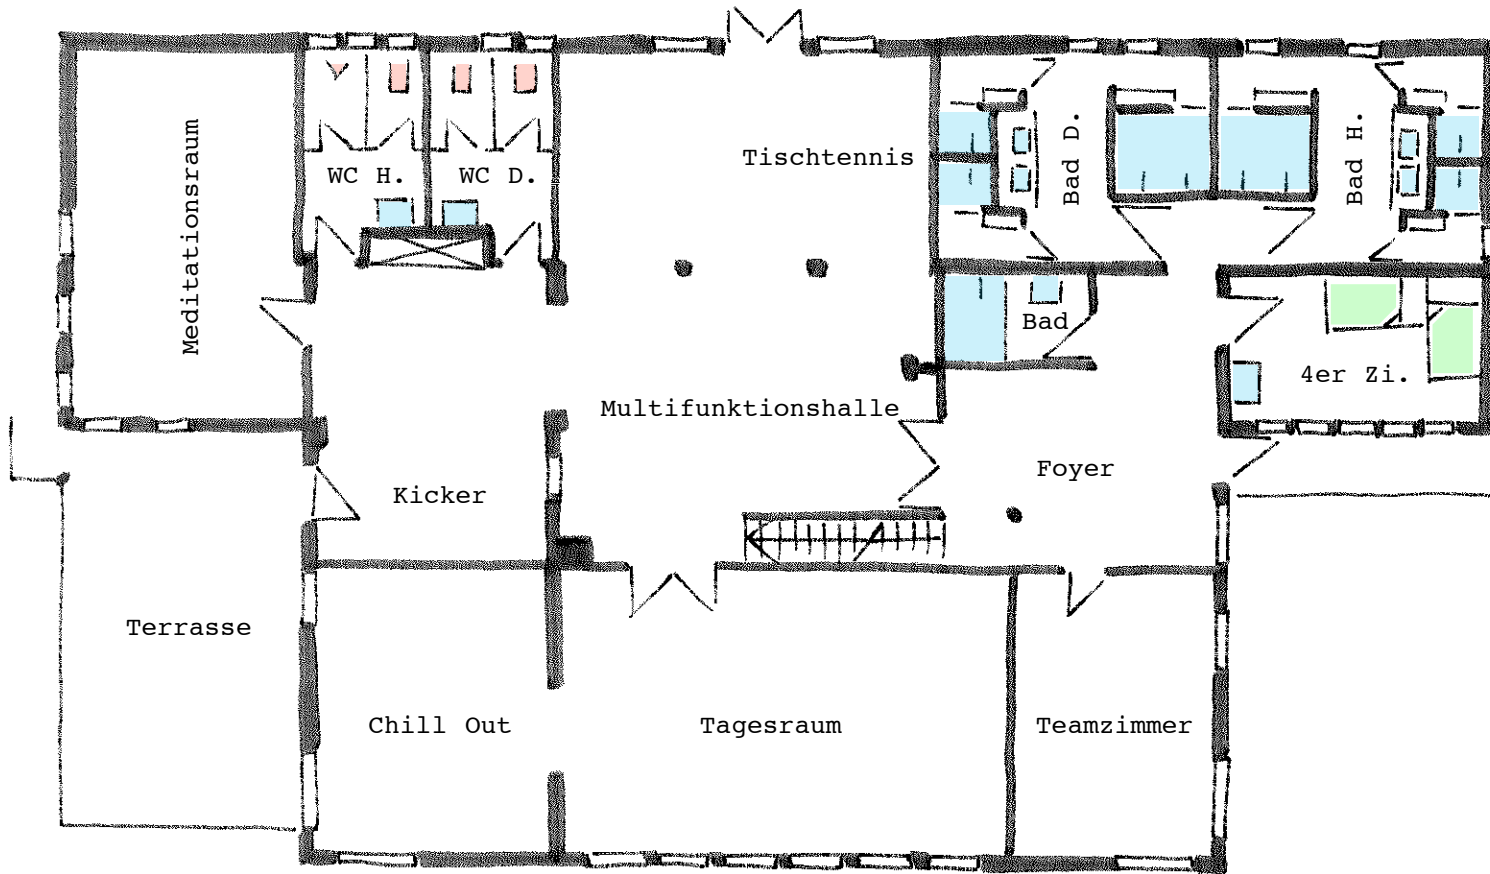 Meditationsraum
WC H.
WC D.
Tischtennis
Bad D.
Bad H.
Bad
4er Zi.
Multifunktionshalle
Kicker
Foyer
Terrasse
Chill Out
Tagesraum
Teamzimmer